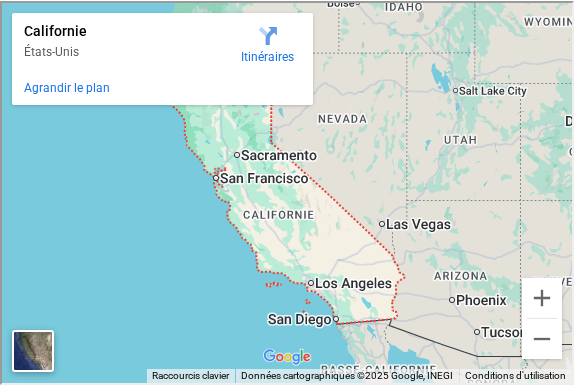 Californie
États-Unis
Itinéraires
Agrandir le plan
IDAHO
WYOMIN
Salt Lake City
NEVADA
UTAH
Sacramento
San Francisco
CALIFORNIE
Las Vegas
Los Angeles
ARIZONA
Phoenix
San Diego
Tucson
BASSE-CALIFORNIE
Google
Raccourcis clavier
Données cartographiques ©2025 Google, INEGI
Conditions d'utilisation